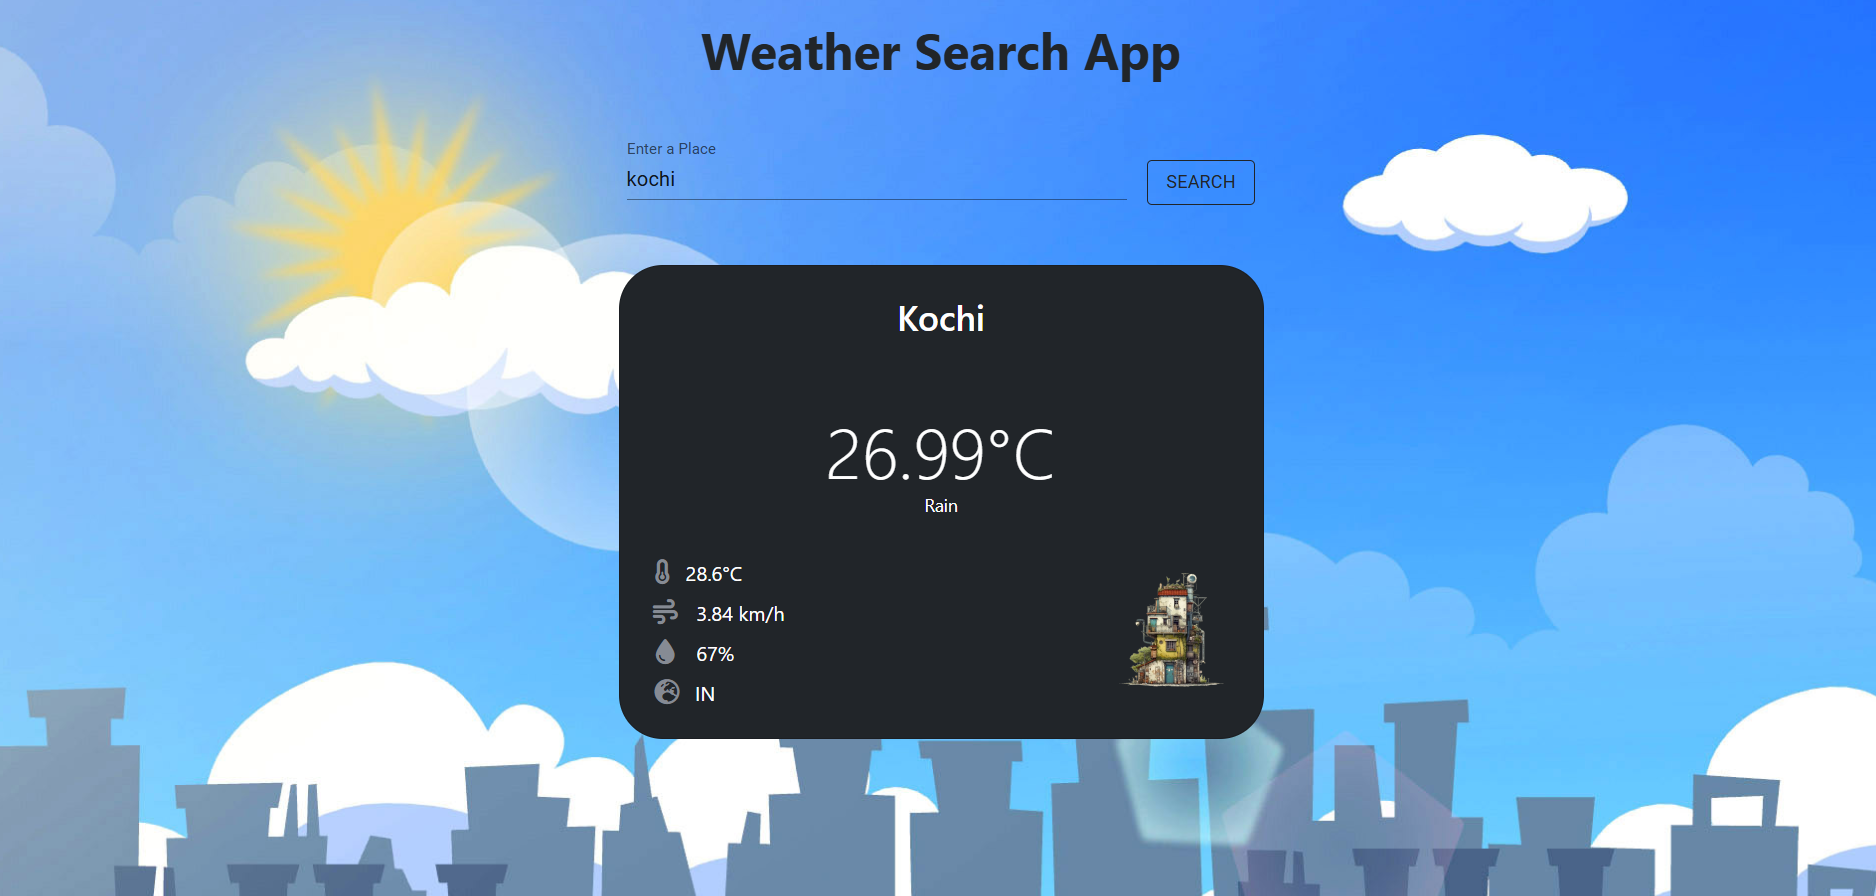 Weather Search App
Enter a Place
kochi
SEARCH
Kochi
26.99°C
Rain
28.6°C
3.84 km/h
67%
IN